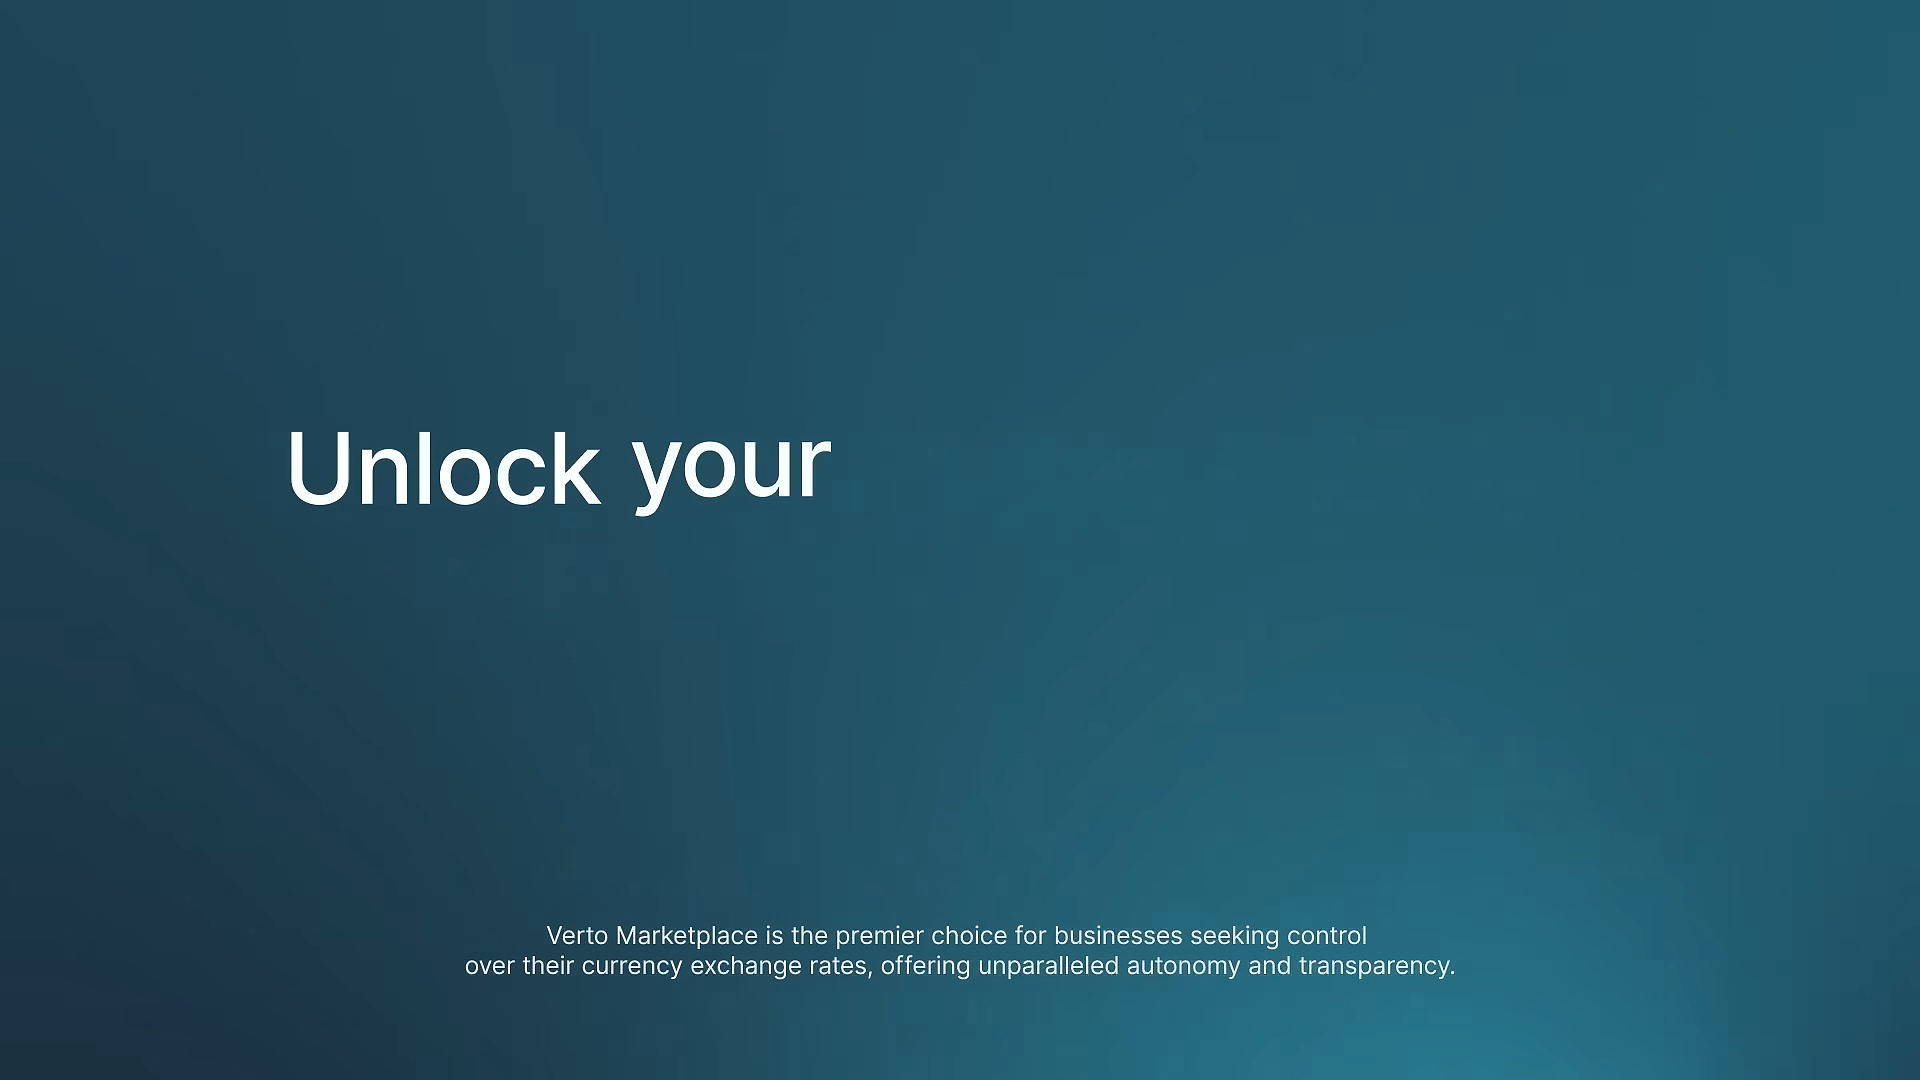 Unlock your
Verto Marketplace is the premier choice for businesses seeking control
over their currency exchange rates, offering unparalleled autonomy and transparency.